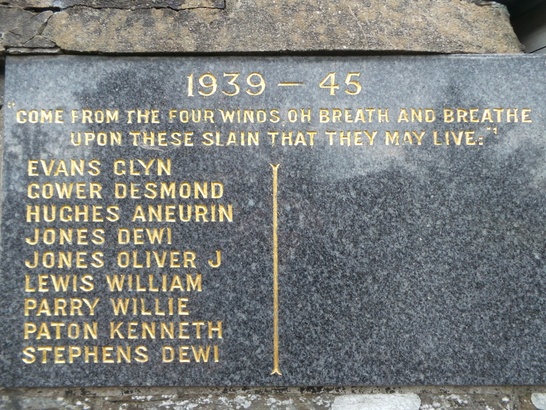 1939 – 45
"COME FROM THE FOUR WINDS, OH BREATH AND BREATHE
UPON THESE SLAIN THAT THEY MAY LIVE."
EVANS GLYN
GOWER DESMOND
HUGHES ANEURIN
JONES DEWI
JONES OLIVER J
LEWIS WILLIAM
PARRY WILLIE
PATON KENNETH
STEPHENS DEWI